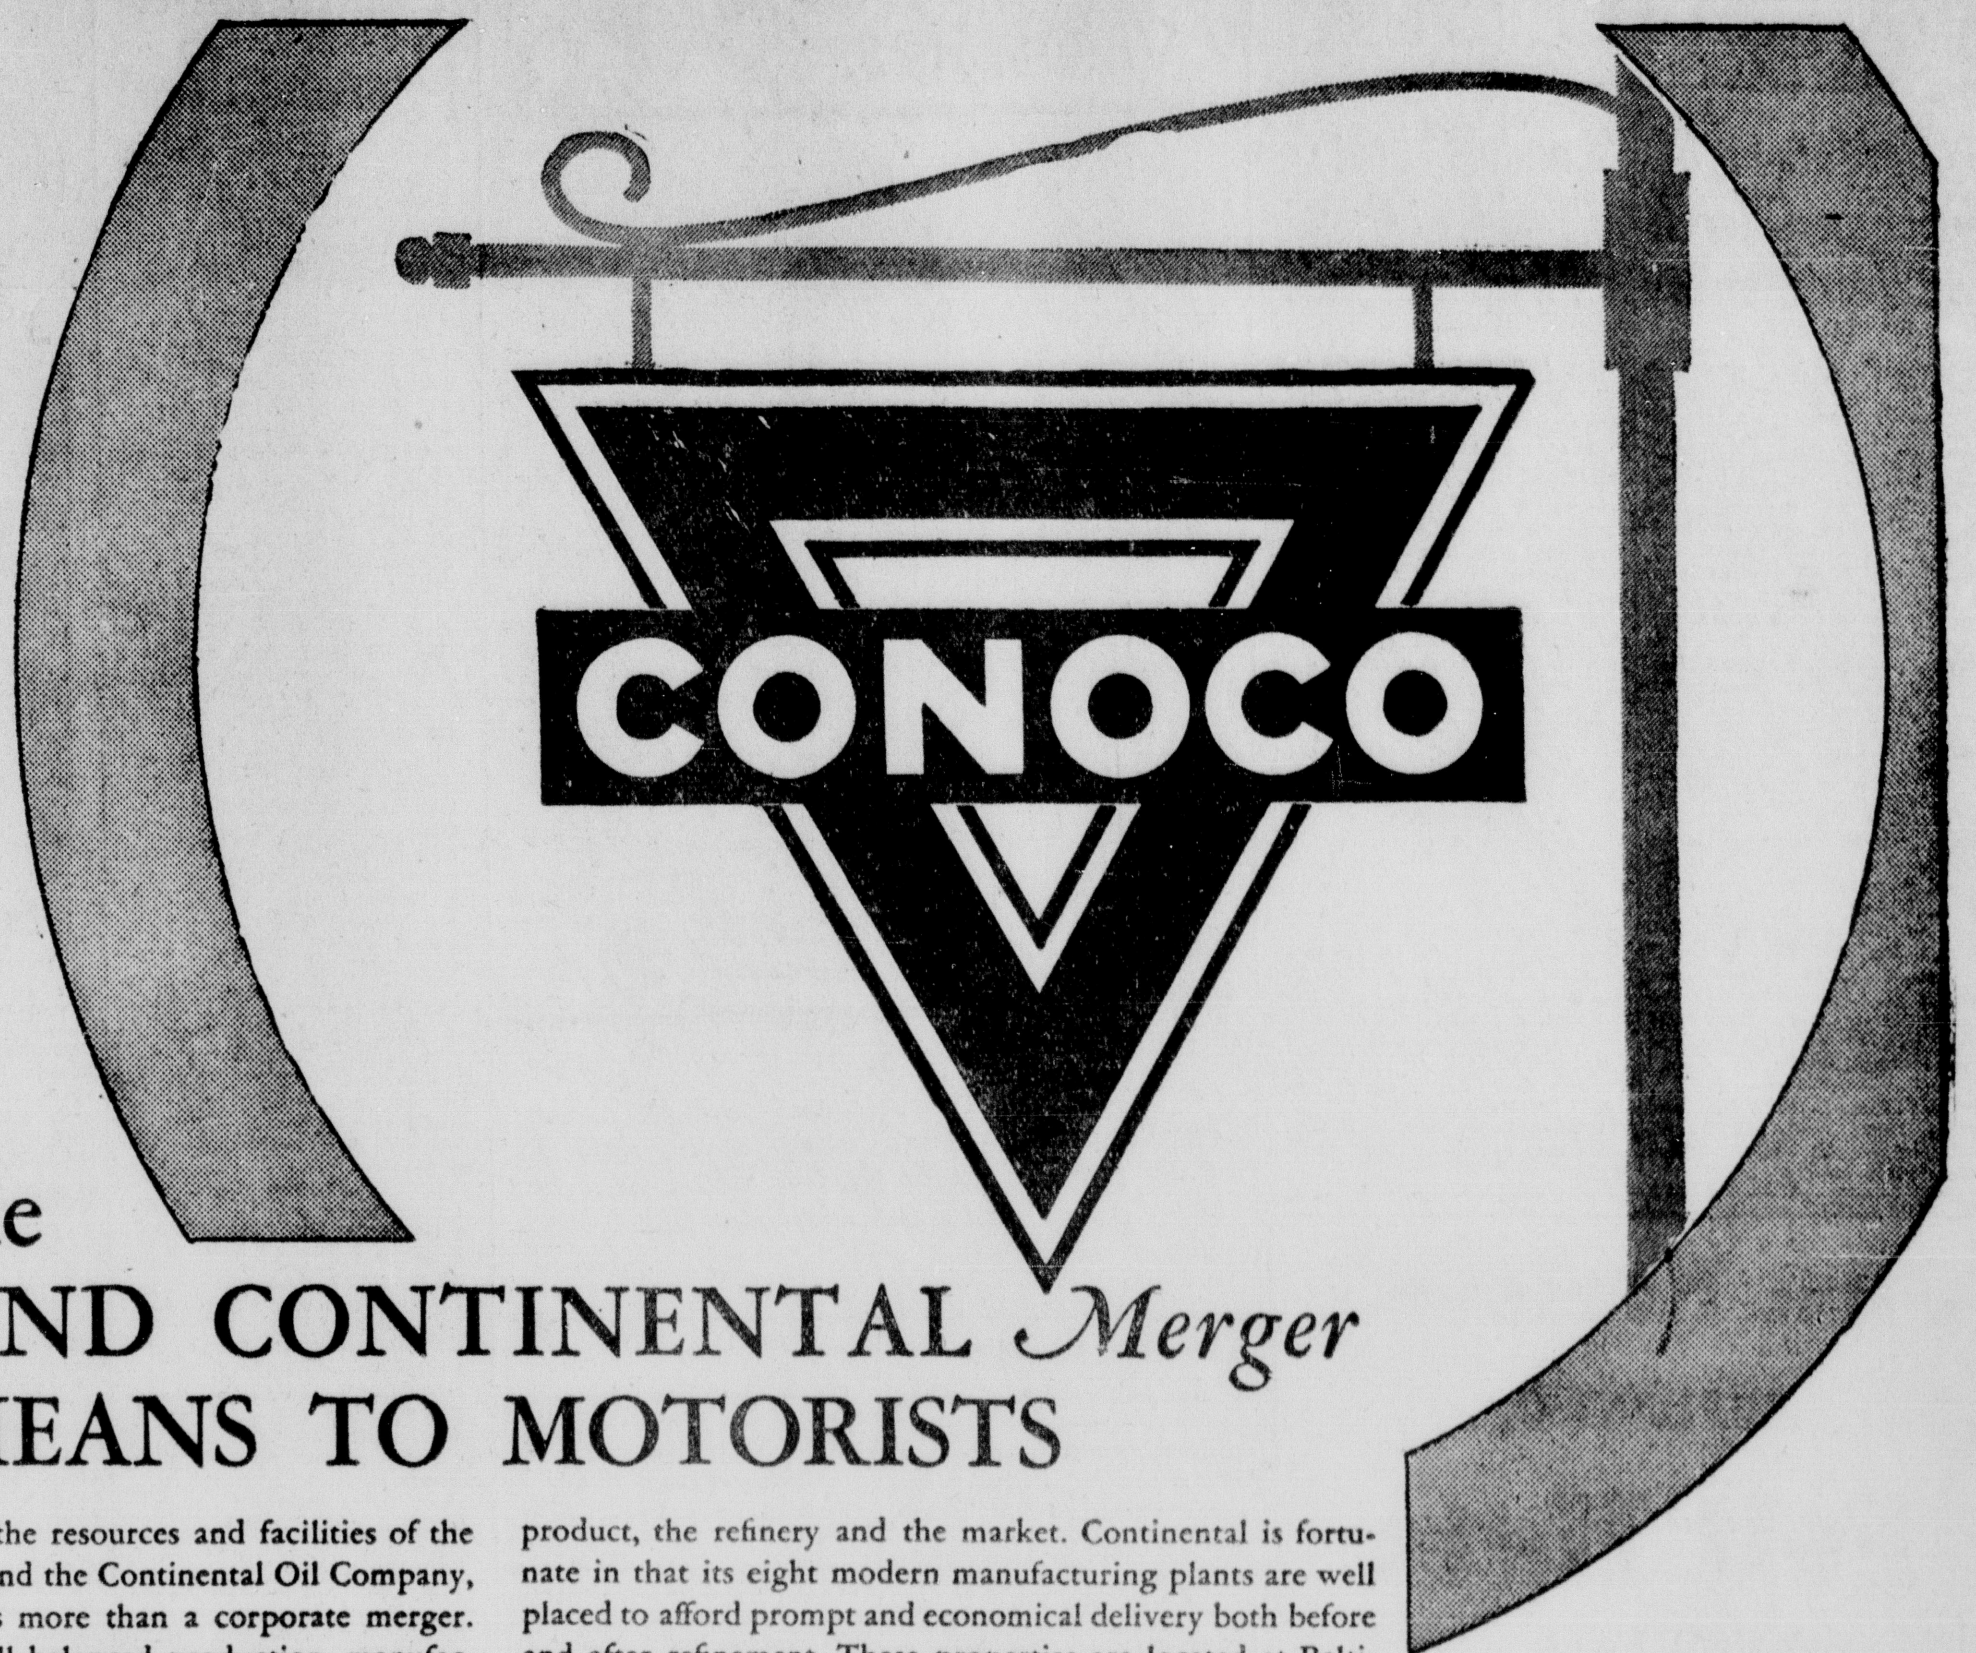 CONOCO
ND CONTINENTAL Merger
EANS TO MOTORISTS
the resources and facilities of the
nd the Continental Oil Company,
more than a corporate merger.
product, the refinery and the market. Continental is fortu-
nate in that its eight modern manufacturing plants are well
placed to afford prompt and economical delivery both before